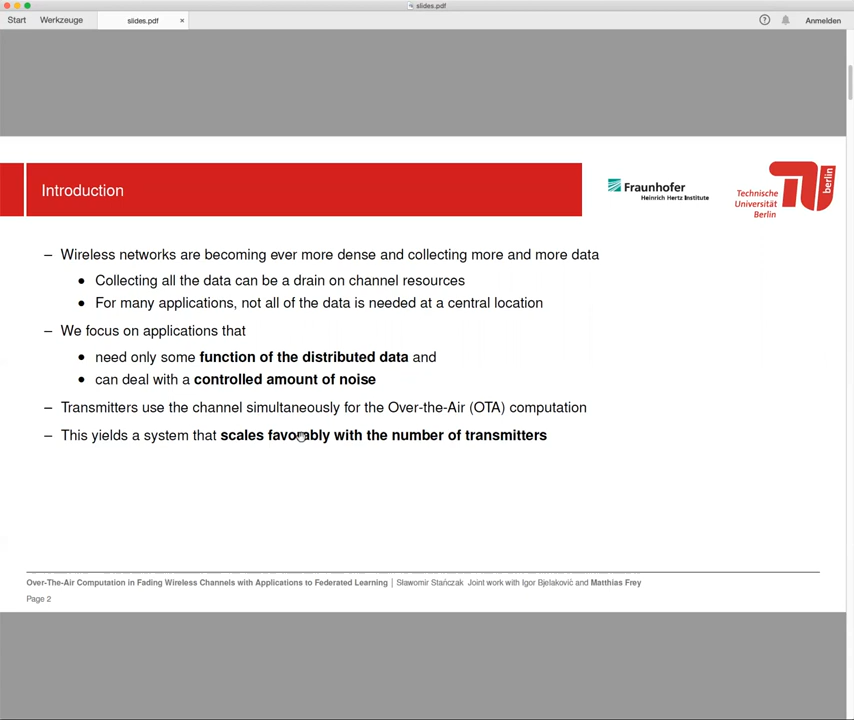 slides.pdf
Start Werkzeuge slides.pdf × ? Anmelden
Introduction
Fraunhofer
Heinrich Hertz Institute
Technische
Universität
Berlin
berlin
– Wireless networks are becoming ever more dense and collecting more and more data
• Collecting all the data can be a drain on channel resources
• For many applications, not all of the data is needed at a central location
– We focus on applications that
• need only some function of the distributed data and
• can deal with a controlled amount of noise
– Transmitters use the channel simultaneously for the Over-the-Air (OTA) computation
– This yields a system that scales favorably with the number of transmitters
Over-The-Air Computation in Fading Wireless Channels with Applications to Federated Learning | Sławomir Stańczak Joint work with Igor Bjelaković and Matthias Frey
Page 2